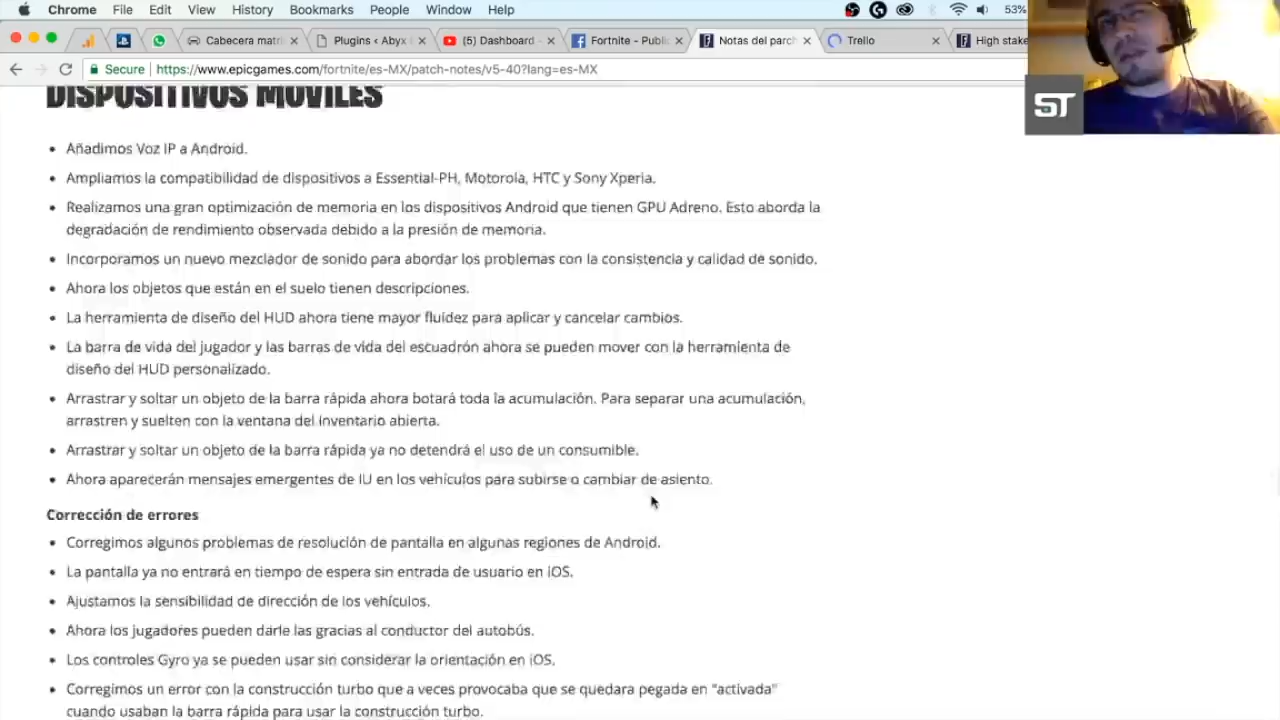 Chrome File Edit View History Bookmarks People Window Help 53%
Cabecera mat
Plugins ‹ Abyx
(5) Dashboard -
Fortnite - Publi
Notas del parch
Trello
High stake
Secure https://www.epicgames.com/fortnite/es-MX/patch-notes/v5-40?lang=es-MX
ST
DISPOSITIVOS MÓVILES
Añadimos Voz IP a Android.
Ampliamos la compatibilidad de dispositivos a Essential-PH, Motorola, HTC y Sony Xperia.
Realizamos una gran optimización de memoria en los dispositivos Android que tienen GPU Adreno. Esto aborda la
degradación de rendimiento observada debido a la presión de memoria.
Incorporamos un nuevo mezclador de sonido para abordar los problemas con la consistencia y calidad de sonido.
Ahora los objetos que están en el suelo tienen descripciones.
La herramienta de diseño del HUD ahora tiene mayor fluidez para aplicar y cancelar cambios.
La barra de vida del jugador y las barras de vida del escuadrón ahora se pueden mover con la herramienta de
diseño del HUD personalizado.
Arrastrar y soltar un objeto de la barra rápida ahora botará toda la acumulación. Para separar una acumulación,
arrastren y suelten con la ventana del inventario abierta.
Arrastrar y soltar un objeto de la barra rápida ya no detendrá el uso de un consumible.
Ahora aparecerán mensajes emergentes de IU en los vehículos para subirse o cambiar de asiento.
Corrección de errores
Corregimos algunos problemas de resolución de pantalla en algunas regiones de Android.
La pantalla ya no entrará en tiempo de espera sin entrada de usuario en iOS.
Ajustamos la sensibilidad de dirección de los vehículos.
Ahora los jugadores pueden darle las gracias al conductor del autobús.
Los controles Gyro ya se pueden usar sin considerar la orientación en iOS.
Corregimos un error con la construcción turbo que a veces provocaba que se quedara pegada en "activada"
cuando usaban la barra rápida para usar la construcción turbo.